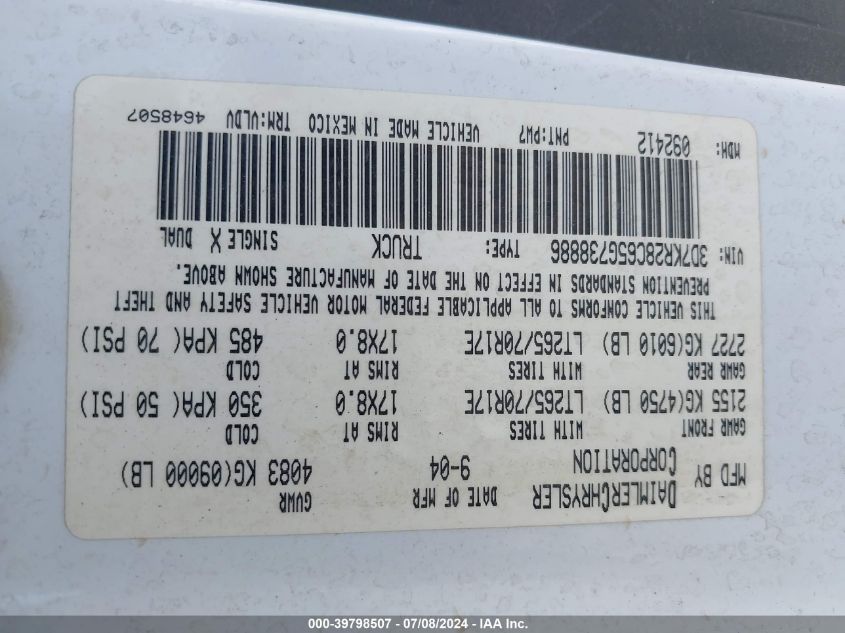 MFD BY DAIMLERCHRYSLER CORPORATION DATE OF MFR 9-04 GVWR 4083 KG(09000 LB)
GAWR FRONT WITH TIRES RIMS AT COLD
2155 KG(4750 LB) LT265/70R17E 17X8.0 350 KPA( 50 PSI)
GAWR REAR WITH TIRES RIMS AT COLD
2727 KG(6010 LB) LT265/70R17E 17X8.0 485 KPA( 70 PSI)
THIS VEHICLE CONFORMS TO ALL APPLICABLE FEDERAL MOTOR VEHICLE SAFETY AND THEFT
PREVENTION STANDARDS IN EFFECT ON THE DATE OF MANUFACTURE SHOWN ABOVE.
VIN: 3D7KR28C65G738886 TYPE: TRUCK SINGLE X DUAL
MDH: 092412 PNT:PW7 VEHICLE MADE IN MEXICO TRM:VLDV 4648507
000-39798507 - 07/08/2024 - IAA Inc.